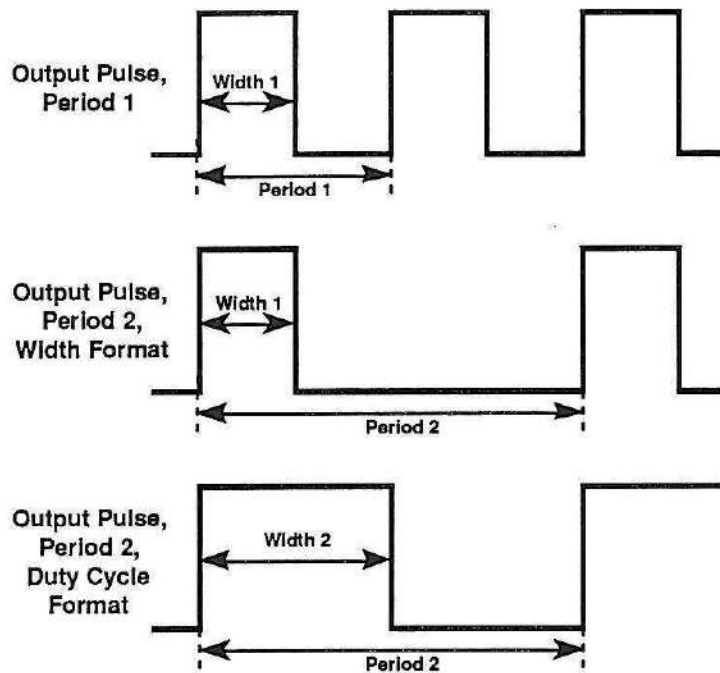 Output Pulse,
Period 1
Width 1
Period 1
Output Pulse,
Period 2,
Width Format
Width 1
Period 2
Output Pulse,
Period 2,
Duty Cycle
Format
Width 2
Period 2